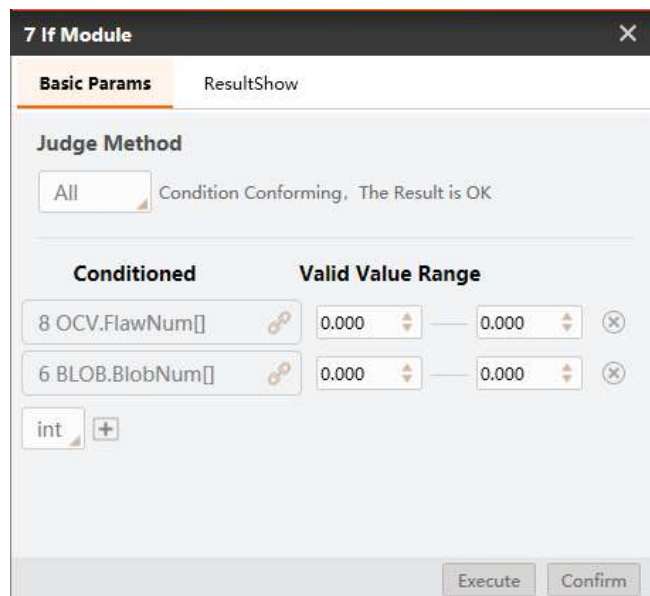 7 If Module
Basic Params ResultShow
Judge Method
All Condition Conforming, The Result is OK
Conditioned Valid Value Range
8 OCV.FlawNum[] 0.000 0.000
6 BLOB.BlobNum[] 0.000 0.000
int
Execute Confirm